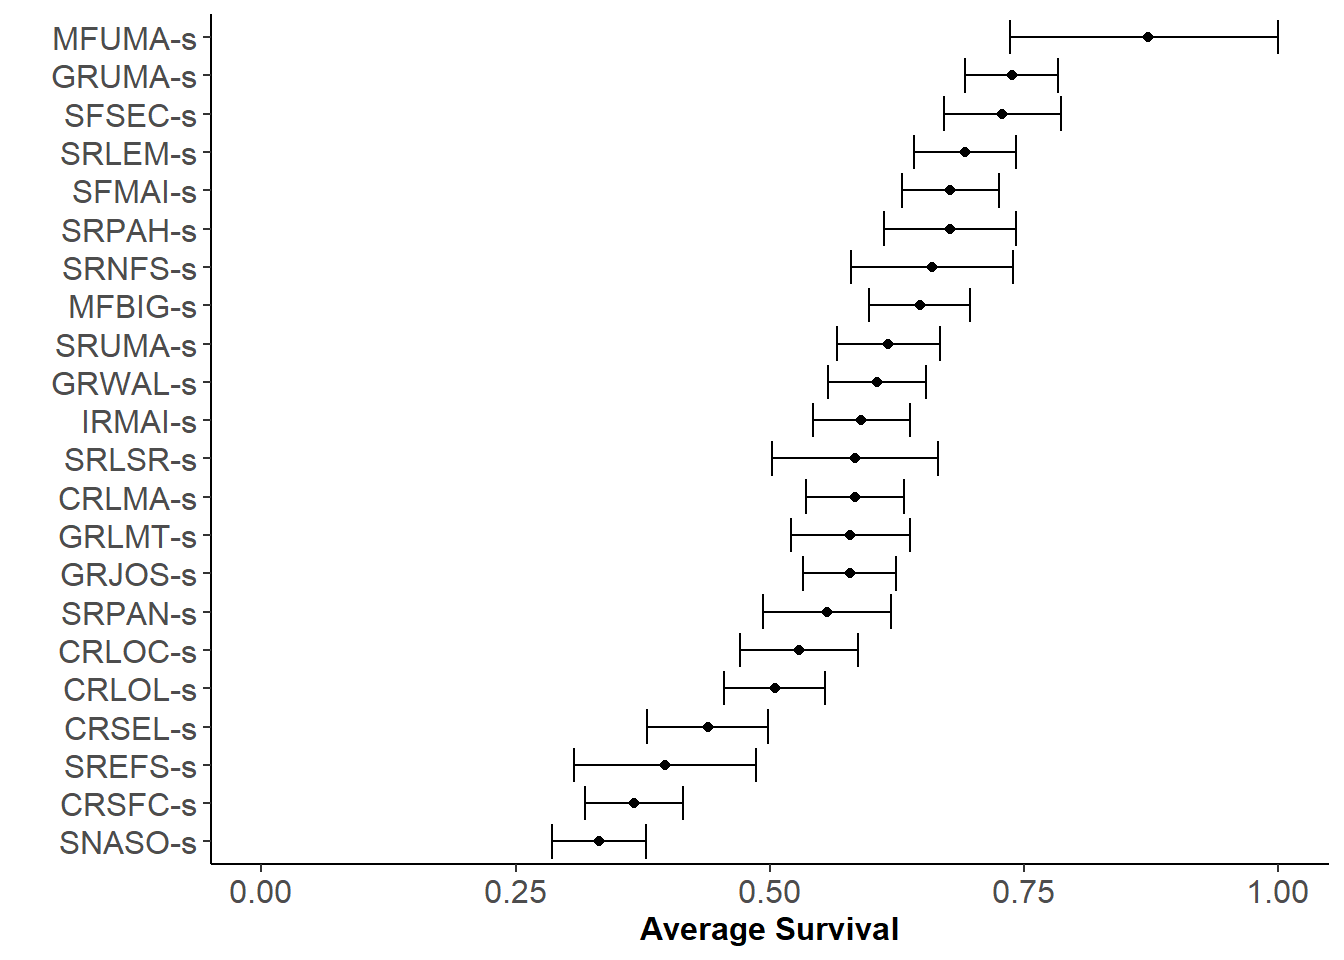 MFUMA-s
GRUMA-s
SFSEC-s
SRLEM-s
SFMAI-s
SRPAH-s
SRNFS-s
MFBIG-s
SRUMA-s
GRWAL-s
IRMAI-s
SRLSR-s
CRLMA-s
GRLMT-s
GRJOS-s
SRPAN-s
CRLOC-s
CRLOL-s
CRSEL-s
SREFS-s
CRSFC-s
SNASO-s
0.00 0.25 0.50 0.75 1.00
Average Survival